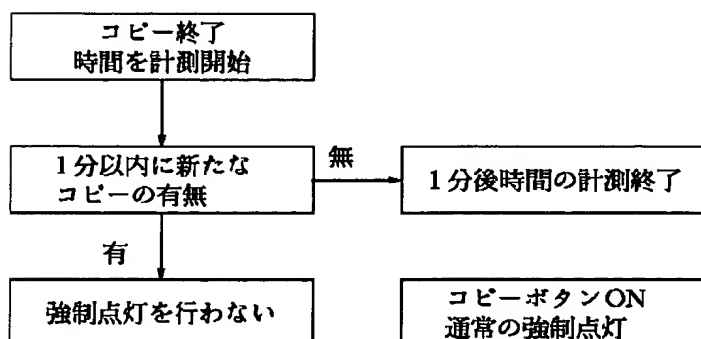 コピー終了
時間を計測開始
1分以内に新たな
コピーの有無
無
1分後時間の計測終了
有
強制点灯を行わない
コピーボタンON
通常の強制点灯